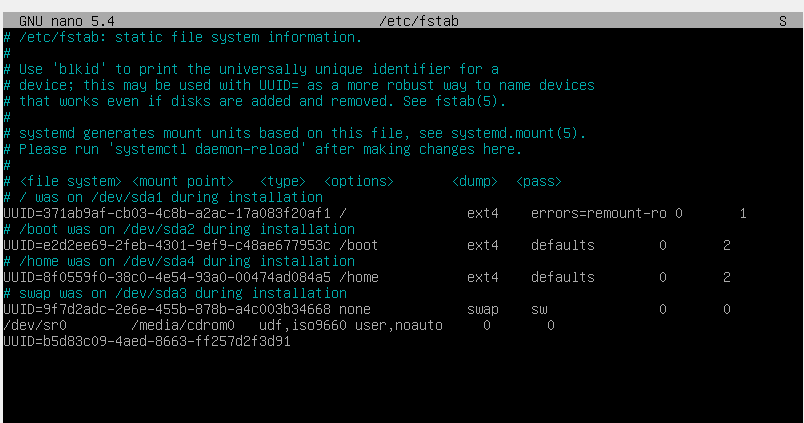 GNU nano 5.4 /etc/fstab S
# /etc/fstab: static file system information.
#
# Use 'blkid' to print the universally unique identifier for a
# device; this may be used with UUID= as a more robust way to name devices
# that works even if disks are added and removed. See fstab(5).
#
# systemd generates mount units based on this file, see systemd.mount(5).
# Please run 'systemctl daemon-reload' after making changes here.
#
# <file system> <mount point> <type> <options> <dump> <pass>
# / was on /dev/sda1 during installation
UUID=371ab9af-cb03-4c8b-a2ac-17a083f20af1 / ext4 errors=remount-ro 0 1
# /boot was on /dev/sda2 during installation
UUID=e2d2ee69-2feb-4301-9ef9-c48ae677953c /boot ext4 defaults 0 2
# /home was on /dev/sda4 during installation
UUID=8f0559f0-38c0-4e54-93a0-00474ad084a5 /home ext4 defaults 0 2
# swap was on /dev/sda3 during installation
UUID=9f7d2adc-2e6e-455b-878b-a4c003b34668 none swap sw 0 0
/dev/sr0 /media/cdrom0 udf,iso9660 user,noauto 0 0
UUID=b5d83c09-4aed-8663-ff257d2f3d91